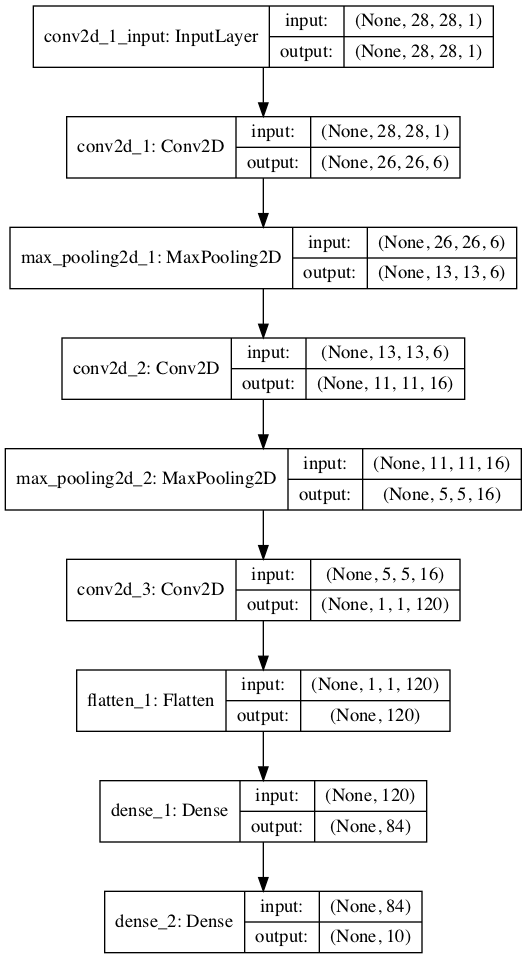 conv2d_1_input: InputLayer
input: (None, 28, 28, 1)
output: (None, 28, 28, 1)
conv2d_1: Conv2D
input: (None, 28, 28, 1)
output: (None, 26, 26, 6)
max_pooling2d_1: MaxPooling2D
input: (None, 26, 26, 6)
output: (None, 13, 13, 6)
conv2d_2: Conv2D
input: (None, 13, 13, 6)
output: (None, 11, 11, 16)
max_pooling2d_2: MaxPooling2D
input: (None, 11, 11, 16)
output: (None, 5, 5, 16)
conv2d_3: Conv2D
input: (None, 5, 5, 16)
output: (None, 1, 1, 120)
flatten_1: Flatten
input: (None, 1, 1, 120)
output: (None, 120)
dense_1: Dense
input: (None, 120)
output: (None, 84)
dense_2: Dense
input: (None, 84)
output: (None, 10)